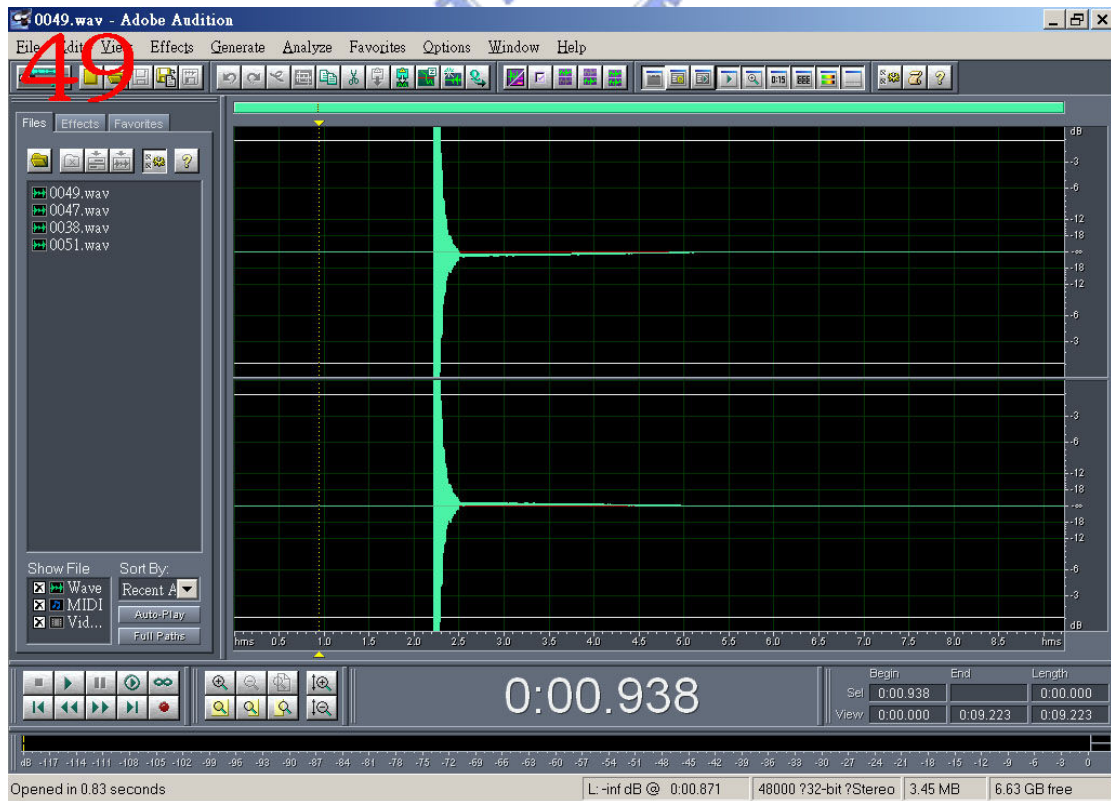 0049.wav - Adobe Audition
File Edit View Effects Generate Analyze Favorites Options Window Help
49
0:15
Files Effects Favorites
0049.wav
0047.wav
0038.wav
0051.wav
Show File Sort By:
Wave Recent A
MIDI
Vid...
Auto-Play
Full Paths
dB
-3
-6
-12
-18
-∞
-18
-12
-6
-3
-3
-6
-12
-18
-∞
-18
-12
-6
-3
dB
hms 0.5 1.0 1.5 2.0 2.5 3.0 3.5 4.0 4.5 5.0 5.5 6.0 6.5 7.0 7.5 8.0 8.5 hms
0:00.938
Begin End Length
Sel 0:00.938 0:00.000
View 0:00.000 0:09.223 0:09.223
dB -117 -114 -111 -108 -105 -102 -99 -96 -93 -90 -87 -84 -81 -78 -75 -72 -69 -66 -63 -60 -57 -54 -51 -48 -45 -42 -39 -36 -33 -30 -27 -24 -21 -18 -15 -12 -9 -6 -3 0
Opened in 0.83 seconds
L: -inf dB @ 0:00.871
48000 ?32-bit ?Stereo
3.45 MB
6.63 GB free